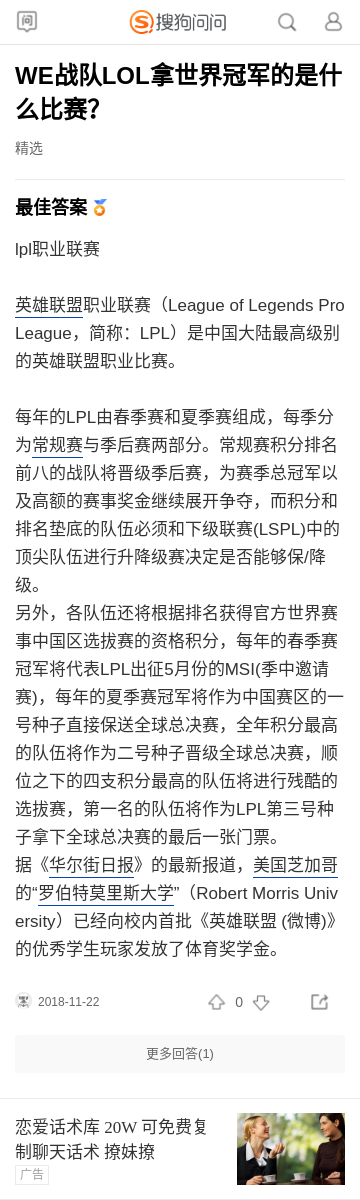 问
搜狗问问
WE战队LOL拿世界冠军的是什
么比赛?
精选
最佳答案
lpl职业联赛
英雄联盟职业联赛（League of Legends Pro
League，简称：LPL）是中国大陆最高级别
的英雄联盟职业比赛。
每年的LPL由春季赛和夏季赛组成，每季分
为常规赛与季后赛两部分。常规赛积分排名
前八的战队将晋级季后赛，为赛季总冠军以
及高额的赛事奖金继续展开争夺，而积分和
排名垫底的队伍必须和下级联赛(LSPL)中的
顶尖队伍进行升降级赛决定是否能够保/降
级。
另外，各队伍还将根据排名获得官方世界赛
事中国区选拔赛的资格积分，每年的春季赛
冠军将代表LPL出征5月份的MSI(季中邀请
赛)，每年的夏季赛冠军将作为中国赛区的一
号种子直接保送全球总决赛，全年积分最高
的队伍将作为二号种子晋级全球总决赛，顺
位之下的四支积分最高的队伍将进行残酷的
选拔赛，第一名的队伍将作为LPL第三号种
子拿下全球总决赛的最后一张门票。
据《华尔街日报》的最新报道，美国芝加哥
的“罗伯特莫里斯大学”（Robert Morris Univ
ersity）已经向校内首批《英雄联盟 (微博)》
的优秀学生玩家发放了体育奖学金。
2018-11-22
0
更多回答(1)
恋爱话术库 20W 可免费复
制聊天话术 撩妹撩
广告